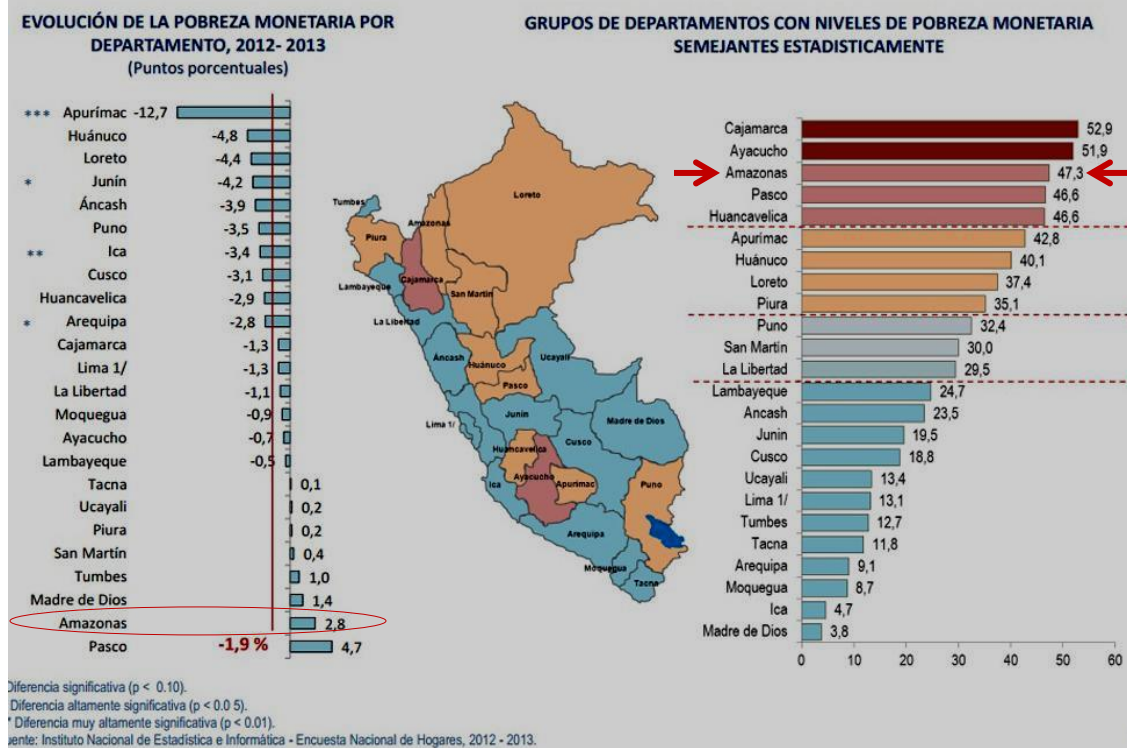 EVOLUCIÓN DE LA POBREZA MONETARIA POR
DEPARTAMENTO, 2012- 2013
(Puntos porcentuales)
*** Apurímac -12,7
Huánuco -4,8
Loreto -4,4
* Junín -4,2
Áncash -3,9
Puno -3,5
** Ica -3,4
Cusco -3,1
Huancavelica -2,9
* Arequipa -2,8
Cajamarca -1,3
Lima 1/ -1,3
La Libertad -1,1
Moquegua -0,9
Ayacucho -0,7
Lambayeque -0,5
Tacna 0,1
Ucayali 0,2
Piura 0,2
San Martín 0,4
Tumbes 1,0
Madre de Dios 1,4
Amazonas 2,8
Pasco 4,7
-1,9 %
GRUPOS DE DEPARTAMENTOS CON NIVELES DE POBREZA MONETARIA
SEMEJANTES ESTADISTICAMENTE
Loreto
Tumbes
Amazonas
Piura
Cajamarca
Lambayeque
San Martín
La Libertad
Áncash
Huánuco
Ucayali
Pasco
Junín
Madre de Dios
Lima 1/
Cusco
Huancavelica
Ayacucho
Apurímac
Ica
Puno
Arequipa
Moquegua
Tacna
Cajamarca 52,9
Ayacucho 51,9
Amazonas 47,3
Pasco 46,6
Huancavelica 46,6
Apurímac 42,8
Huánuco 40,1
Loreto 37,4
Piura 35,1
Puno 32,4
San Martin 30,0
La Libertad 29,5
Lambayeque 24,7
Ancash 23,5
Junin 19,5
Cusco 18,8
Ucayali 13,4
Lima 1/ 13,1
Tumbes 12,7
Tacna 11,8
Arequipa 9,1
Moquegua 8,7
Ica 4,7
Madre de Dios 3,8
0 10 20 30 40 50 60
Diferencia significativa (p < 0.10).
Diferencia altamente significativa (p < 0.0 5).
* Diferencia muy altamente significativa (p < 0.01).
uente: Instituto Nacional de Estadística e Informática - Encuesta Nacional de Hogares, 2012 - 2013.